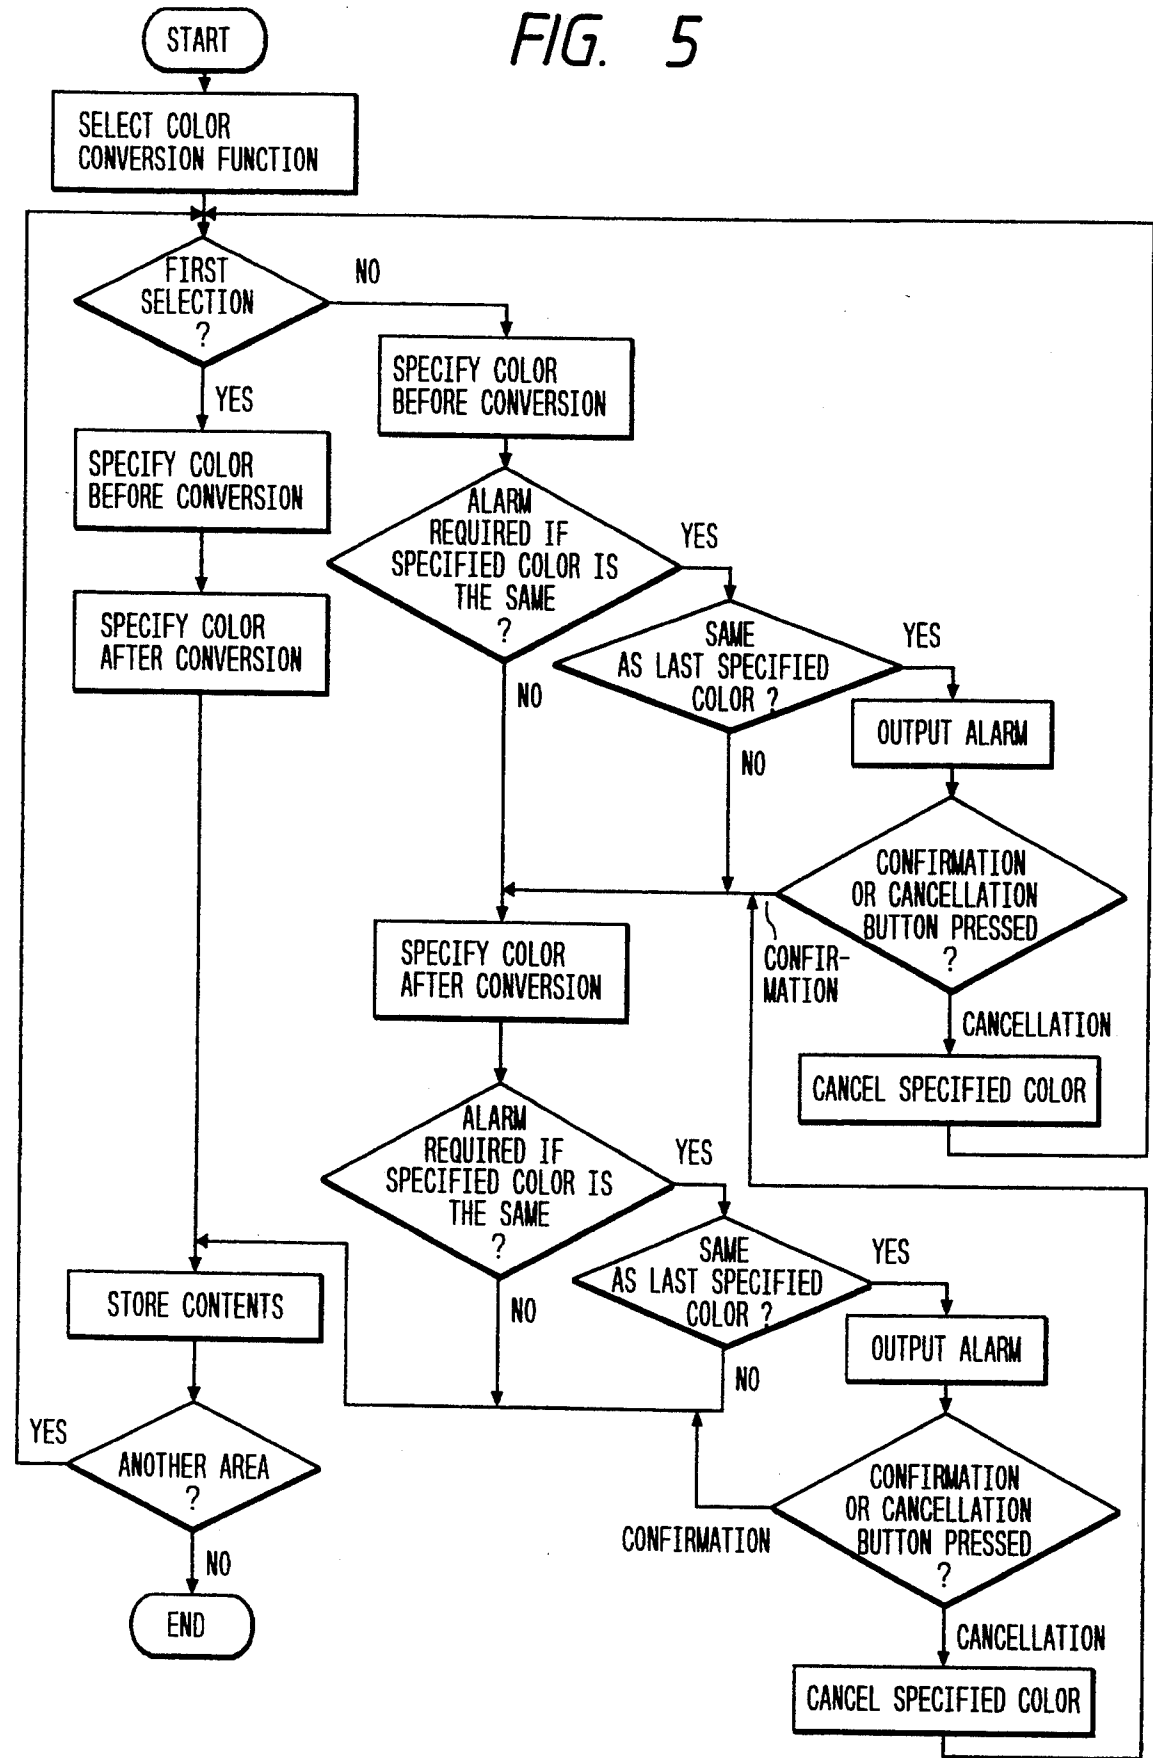 FIG. 5
START
SELECT COLOR
CONVERSION FUNCTION
FIRST
SELECTION
?
NO
YES
SPECIFY COLOR
BEFORE CONVERSION
SPECIFY COLOR
AFTER CONVERSION
SPECIFY COLOR
BEFORE CONVERSION
ALARM
REQUIRED IF
SPECIFIED COLOR IS
THE SAME
?
YES
NO
SAME
AS LAST SPECIFIED
COLOR ?
YES
NO
OUTPUT ALARM
CONFIRMATION
OR CANCELLATION
BUTTON PRESSED
?
CONFIR-
MATION
CANCELLATION
CANCEL SPECIFIED COLOR
SPECIFY COLOR
AFTER CONVERSION
ALARM
REQUIRED IF
SPECIFIED COLOR IS
THE SAME
?
YES
NO
SAME
AS LAST SPECIFIED
COLOR ?
YES
NO
OUTPUT ALARM
CONFIRMATION
OR CANCELLATION
BUTTON PRESSED
?
CONFIRMATION
CANCELLATION
CANCEL SPECIFIED COLOR
STORE CONTENTS
ANOTHER AREA
?
YES
NO
END